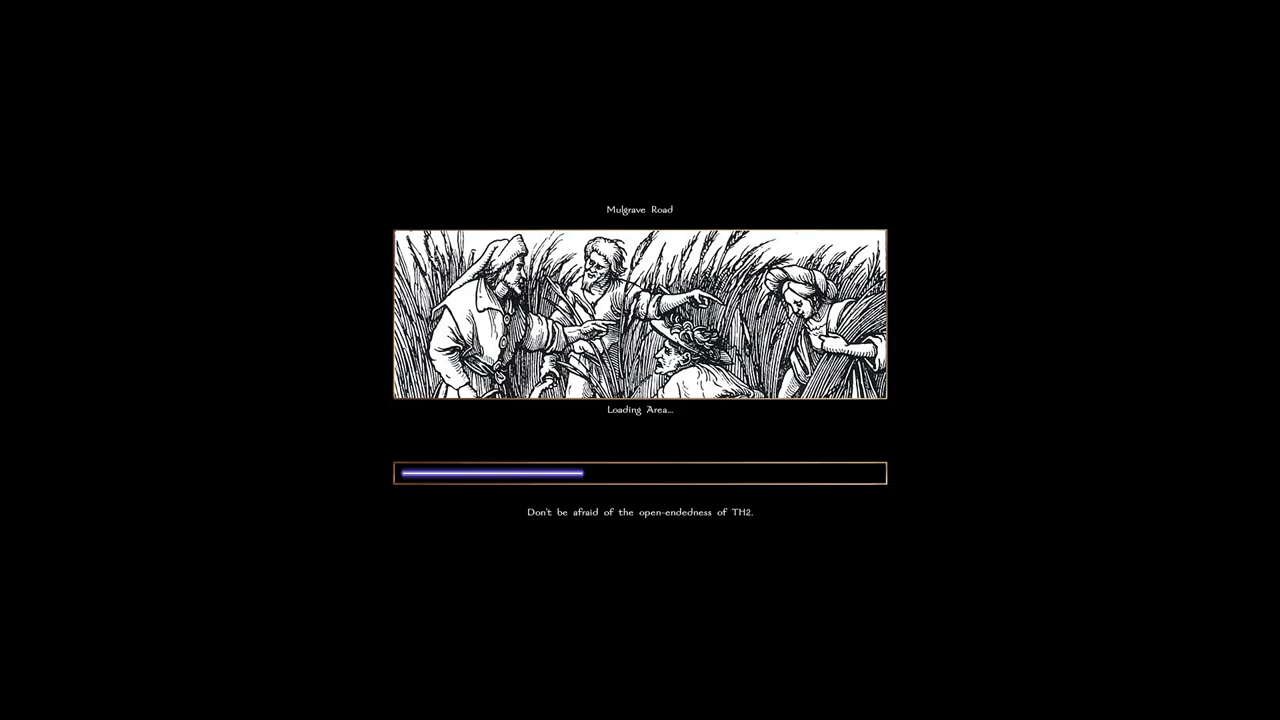 Mulgrave Road
Loading Area...
Don't be afraid of the open-endedness of TH2.